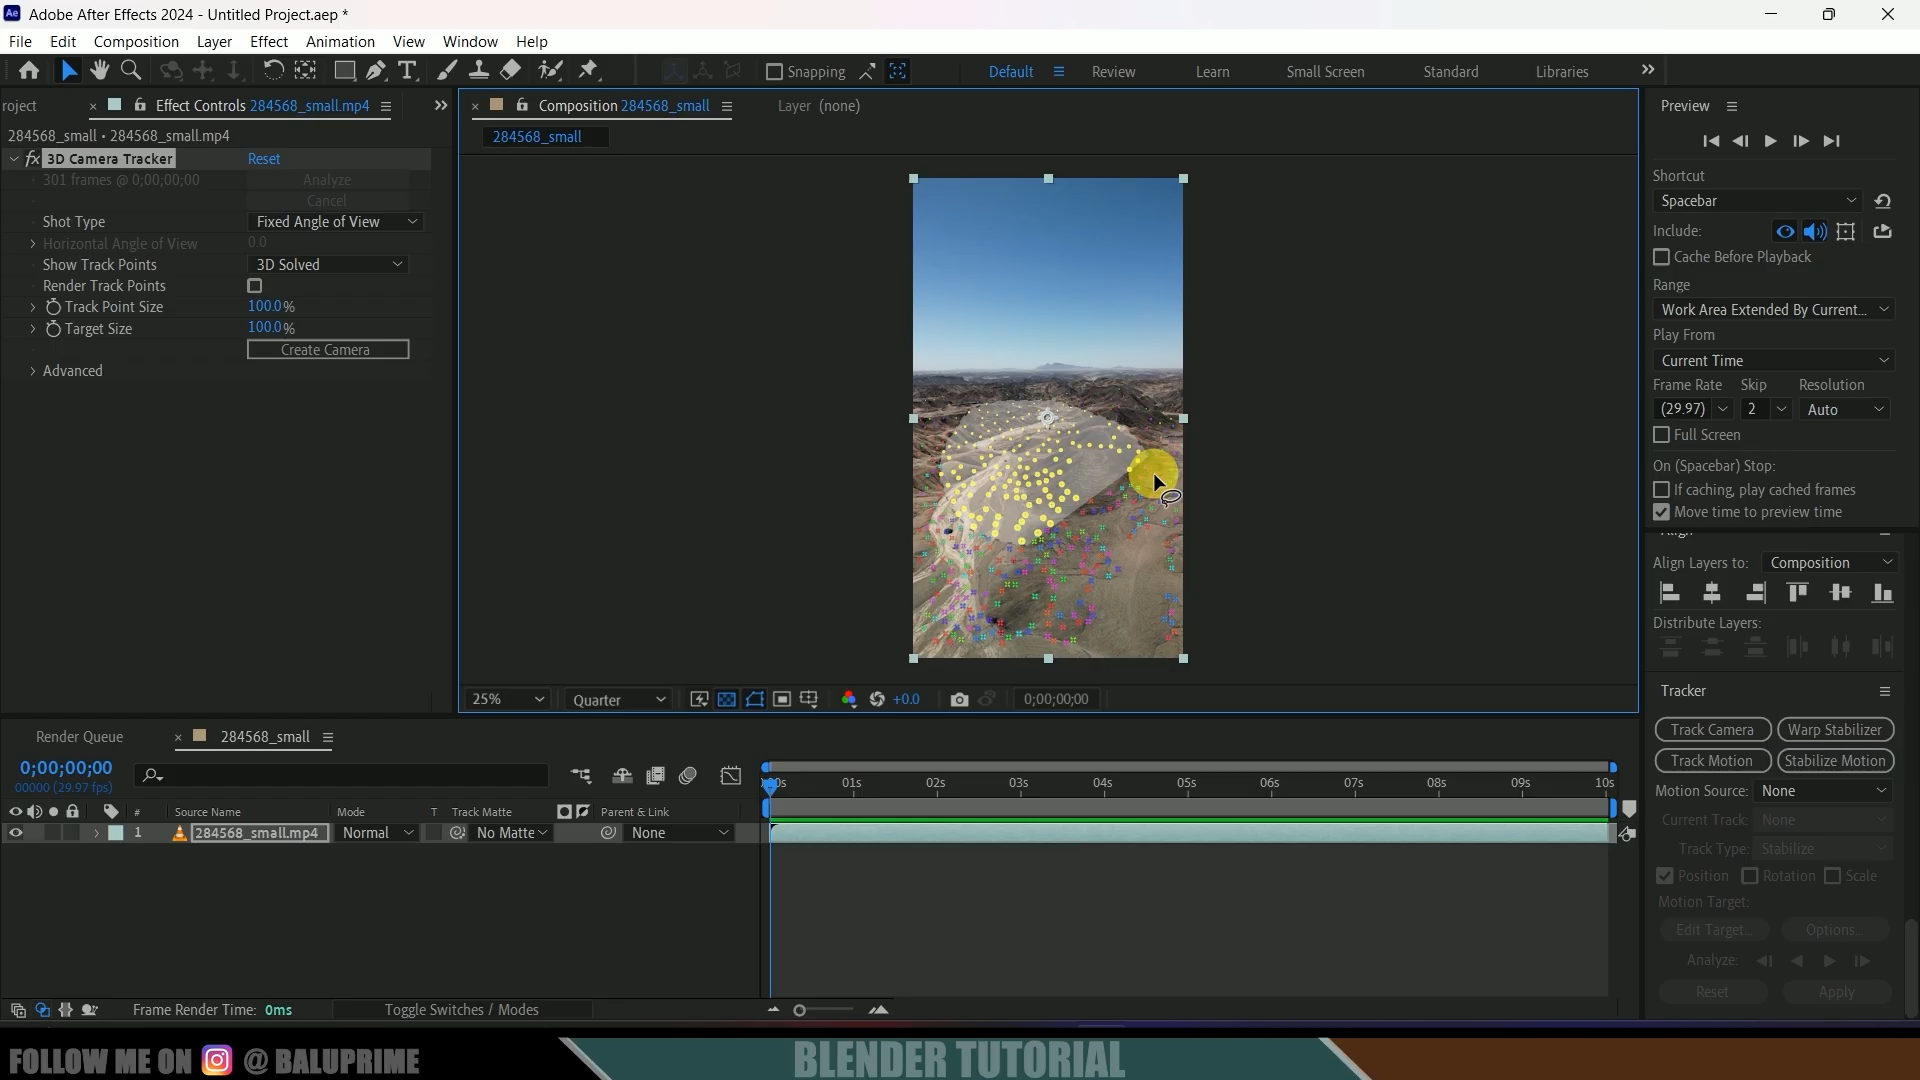 Ae Adobe After Effects 2024 - Untitled Project.aep *
File Edit Composition Layer Effect Animation View Window Help
Snapping
Default Review Learn Small Screen Standard Libraries
roject
Effect Controls 284568_small.mp4
284568_small • 284568_small.mp4
fx 3D Camera Tracker Reset
301 frames @ 0;00;00;00 Analyze
Cancel
Shot Type Fixed Angle of View
Horizontal Angle of View 0.0
Show Track Points 3D Solved
Render Track Points
Track Point Size 100.0%
Target Size 100.0%
Create Camera
Advanced
Composition 284568_small
Layer (none)
284568_small
25% Quarter +0.0 0;00;00;00
Preview
Shortcut
Spacebar
Include:
Cache Before Playback
Range
Work Area Extended By Current...
Play From
Current Time
Frame Rate Skip Resolution
(29.97) 2 Auto
Full Screen
On (Spacebar) Stop:
If caching, play cached frames
Move time to preview time
Align
Align Layers to: Composition
Distribute Layers:
Tracker
Track Camera Warp Stabilizer
Track Motion Stabilize Motion
Motion Source: None
Current Track: None
Track Type: Stabilize
Position Rotation Scale
Motion Target:
Edit Target... Options...
Analyze:
Reset Apply
Render Queue 284568_small
0;00;00;00
00000 (29.97 fps)
00s 01s 02s 03s 04s 05s 06s 07s 08s 09s 10s
# Source Name Mode T Track Matte Parent & Link
1 284568_small.mp4 Normal No Matte None
Frame Render Time: 0ms Toggle Switches / Modes
FOLLOW ME ON @ BALUPRIME
BLENDER TUTORIAL